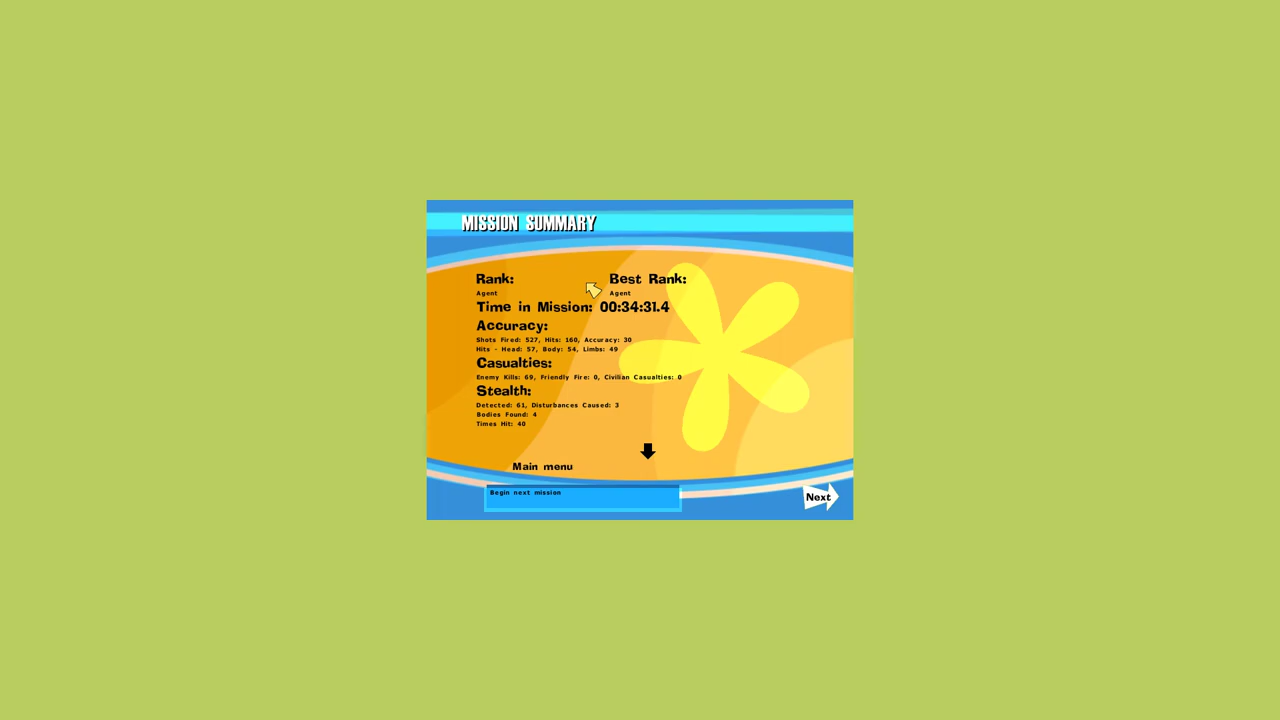 MISSION SUMMARY
Rank: Best Rank:
Agent Agent
Time in Mission: 00:34:31.4
Accuracy:
Shots Fired: 527, Hits: 160, Accuracy: 30
Hits - Head: 57, Body: 54, Limbs: 49
Casualties:
Enemy Kills: 69, Friendly Fire: 0, Civilian Casualties: 0
Stealth:
Detected: 61, Disturbances Caused: 3
Bodies Found: 4
Times Hit: 40
Main menu
Begin next mission
Next